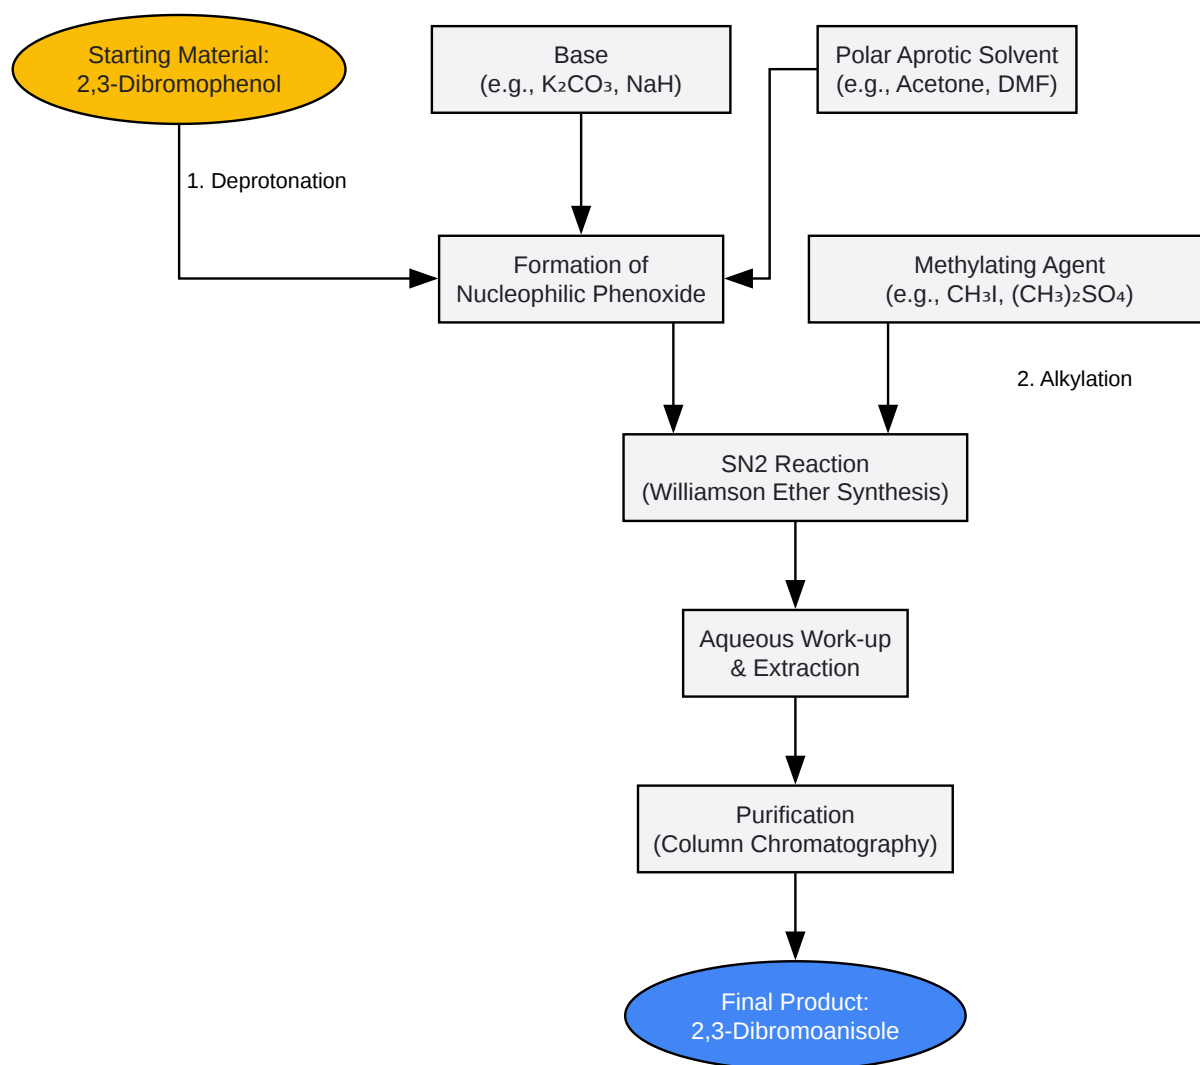 Starting Material:
2,3-Dibromophenol
Base
(e.g., K₂CO₃, NaH)
Polar Aprotic Solvent
(e.g., Acetone, DMF)
1. Deprotonation
Formation of
Nucleophilic Phenoxide
Methylating Agent
(e.g., CH₃I, (CH₃)₂SO₄)
2. Alkylation
SN2 Reaction
(Williamson Ether Synthesis)
Aqueous Work-up
& Extraction
Purification
(Column Chromatography)
Final Product:
2,3-Dibromoanisole